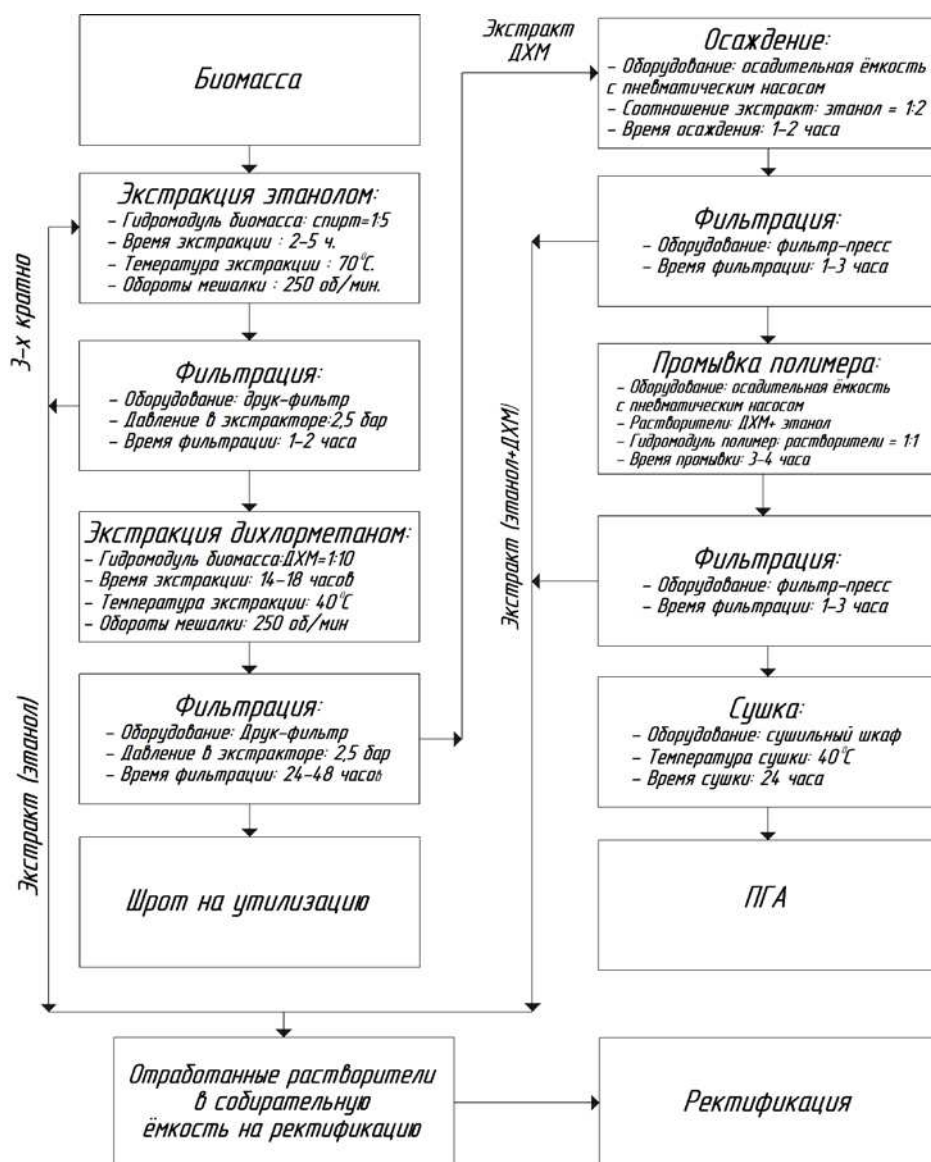 Биомасса
Экстракция этанолом:
– Гидромодуль биомасса: спирт=1:5
– Время экстракции : 2–5 ч.
– Темература экстракции : 70°С.
– Обороты мешалки : 250 об/мин.
3-х кратно
Фильтрация:
– Оборудование: друк-фильтр
– Давление в экстракторе:2,5 бар
– Время фильтрации: 1–2 часа
Экстракция дихлорметаном:
– Гидромодуль биомасса:ДХМ=1:10
– Время экстракции: 14–18 часов
– Температура экстракции: 40°С
– Обороты мешалки: 250 об/мин
Фильтрация:
– Оборудование: Друк-фильтр
– Давление в экстракторе: 2,5 бар
– Время фильтрации: 24–48 часов
Экстракт (этанол)
Шрот на утилизацию
Экстракт
ДХМ
Осаждение:
– Оборудование: осадительная ёмкость
с пневматическим насосом
– Соотношение экстракт: этанол = 1:2
– Время осаждения: 1–2 часа
Фильтрация:
– Оборудование: фильтр-пресс
– Время фильтрации: 1–3 часа
Промывка полимера:
– Оборудование: осадительная ёмкость
с пневматическим насосом
– Растворители: ДХМ+ этанол
– Гидромодуль полимер: растворители = 1:1
– Время промывки: 3–4 часа
Экстракт (этанол+ДХМ)
Фильтрация:
– Оборудование: фильтр-пресс
– Время фильтрации: 1–3 часа
Сушка:
– Оборудование: сушильный шкаф
– Температура сушки: 40°С
– Время сушки: 24 часа
ПГА
Отработанные растворители
в собирательную
ёмкость на ректификацию
Ректификация